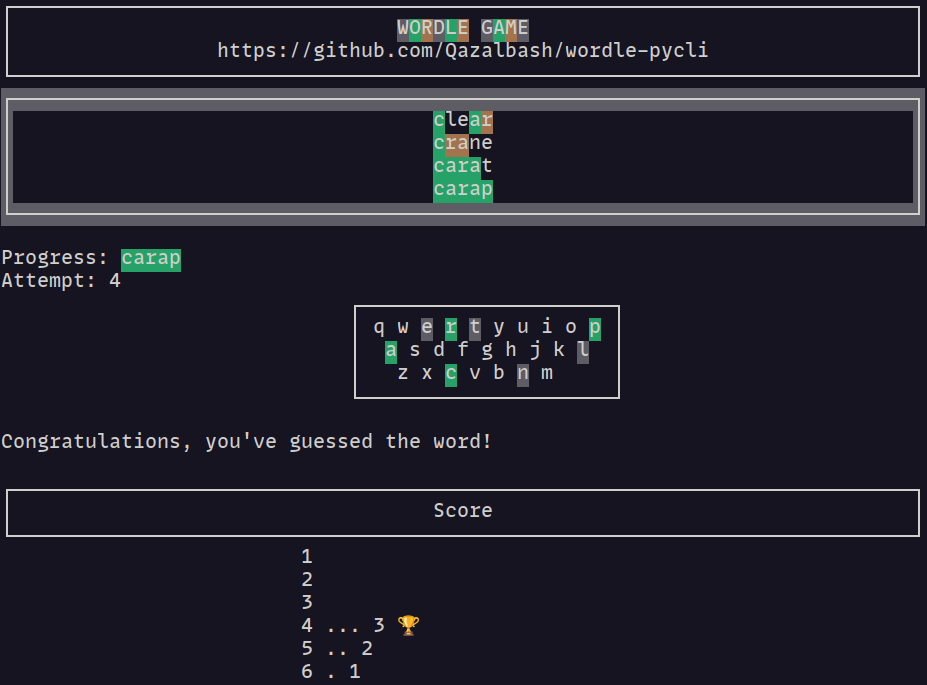 WORDLE GAME
https://github.com/Qazalbash/wordle-pycli
clear
crane
carat
carap
Progress: carap
Attempt: 4
q w e r t y u i o p
a s d f g h j k l
z x c v b n m
Congratulations, you've guessed the word!
Score
1
2
3
4 ... 3 🏆
5 .. 2
6 . 1